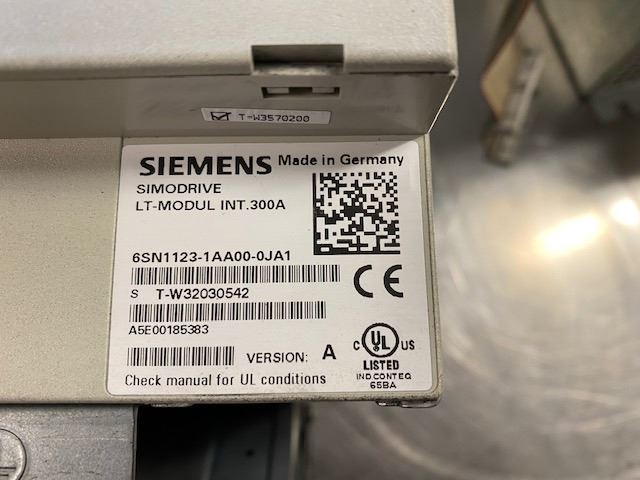 T-W3570200
SIEMENS Made in Germany
SIMODRIVE
LT-MODUL INT.300A
6SN1123-1AA00-0JA1
S T-W32030542
A5E00185383
VERSION: A
C UL US
LISTED
IND.CONT.EQ
65BA
Check manual for UL conditions